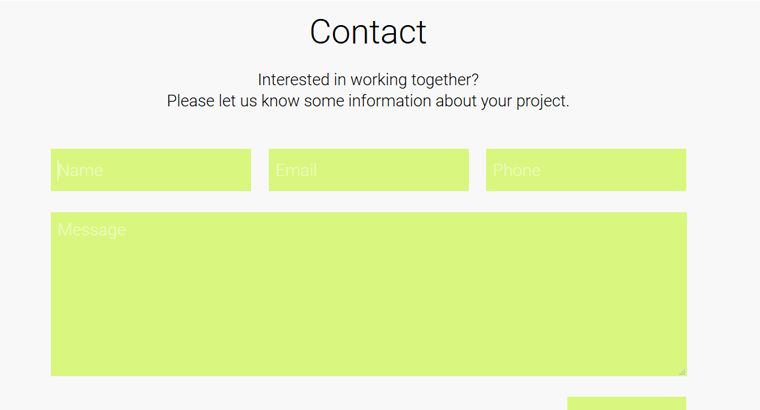 Contact
Interested in working together?
Please let us know some information about your project.
Name
Email
Phone
Message